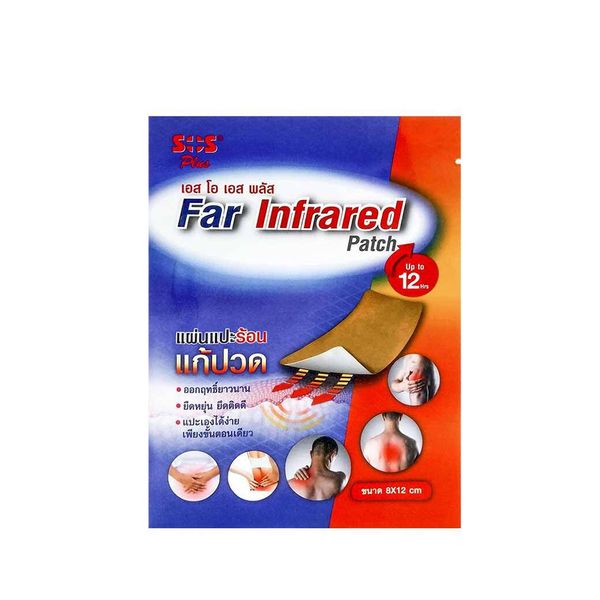 SOS®
Plus
เอส โอ เอส พลัส
Far Infrared
Patch
Up to
12 Hrs
แผ่นแปะร้อน
แก้ปวด
• ออกฤทธิ์ยาวนาน
• ยืดหยุ่น ยึดติดดี
• แปะเองได้ง่าย
เพียงขั้นตอนเดียว
ขนาด 8X12 cm